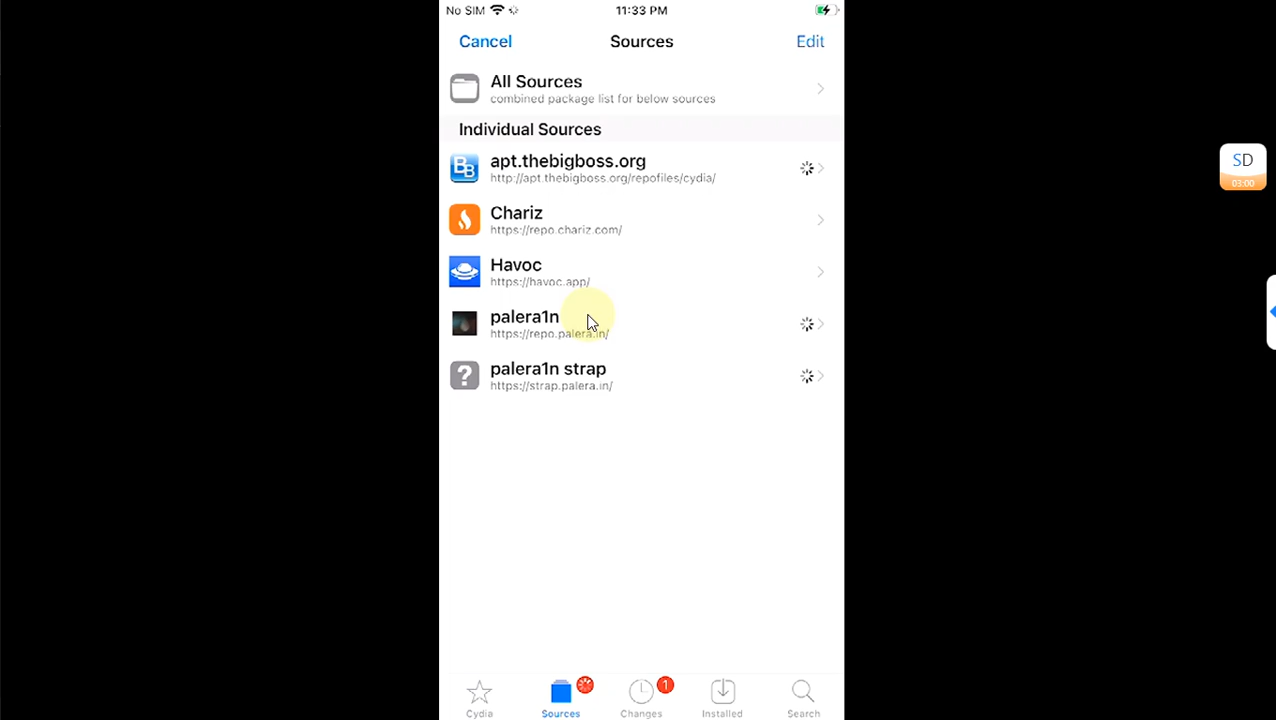 No SIM 11:33 PM
Cancel Sources Edit
All Sources
combined package list for below sources
Individual Sources
BB apt.thebigboss.org
http://apt.thebigboss.org/repofiles/cydia/
Chariz
https://repo.chariz.com/
Havoc
https://havoc.app/
palera1n
https://repo.palera.in/
? palera1n strap
https://strap.palera.in/
SD
03:00
1
Cydia Sources Changes Installed Search